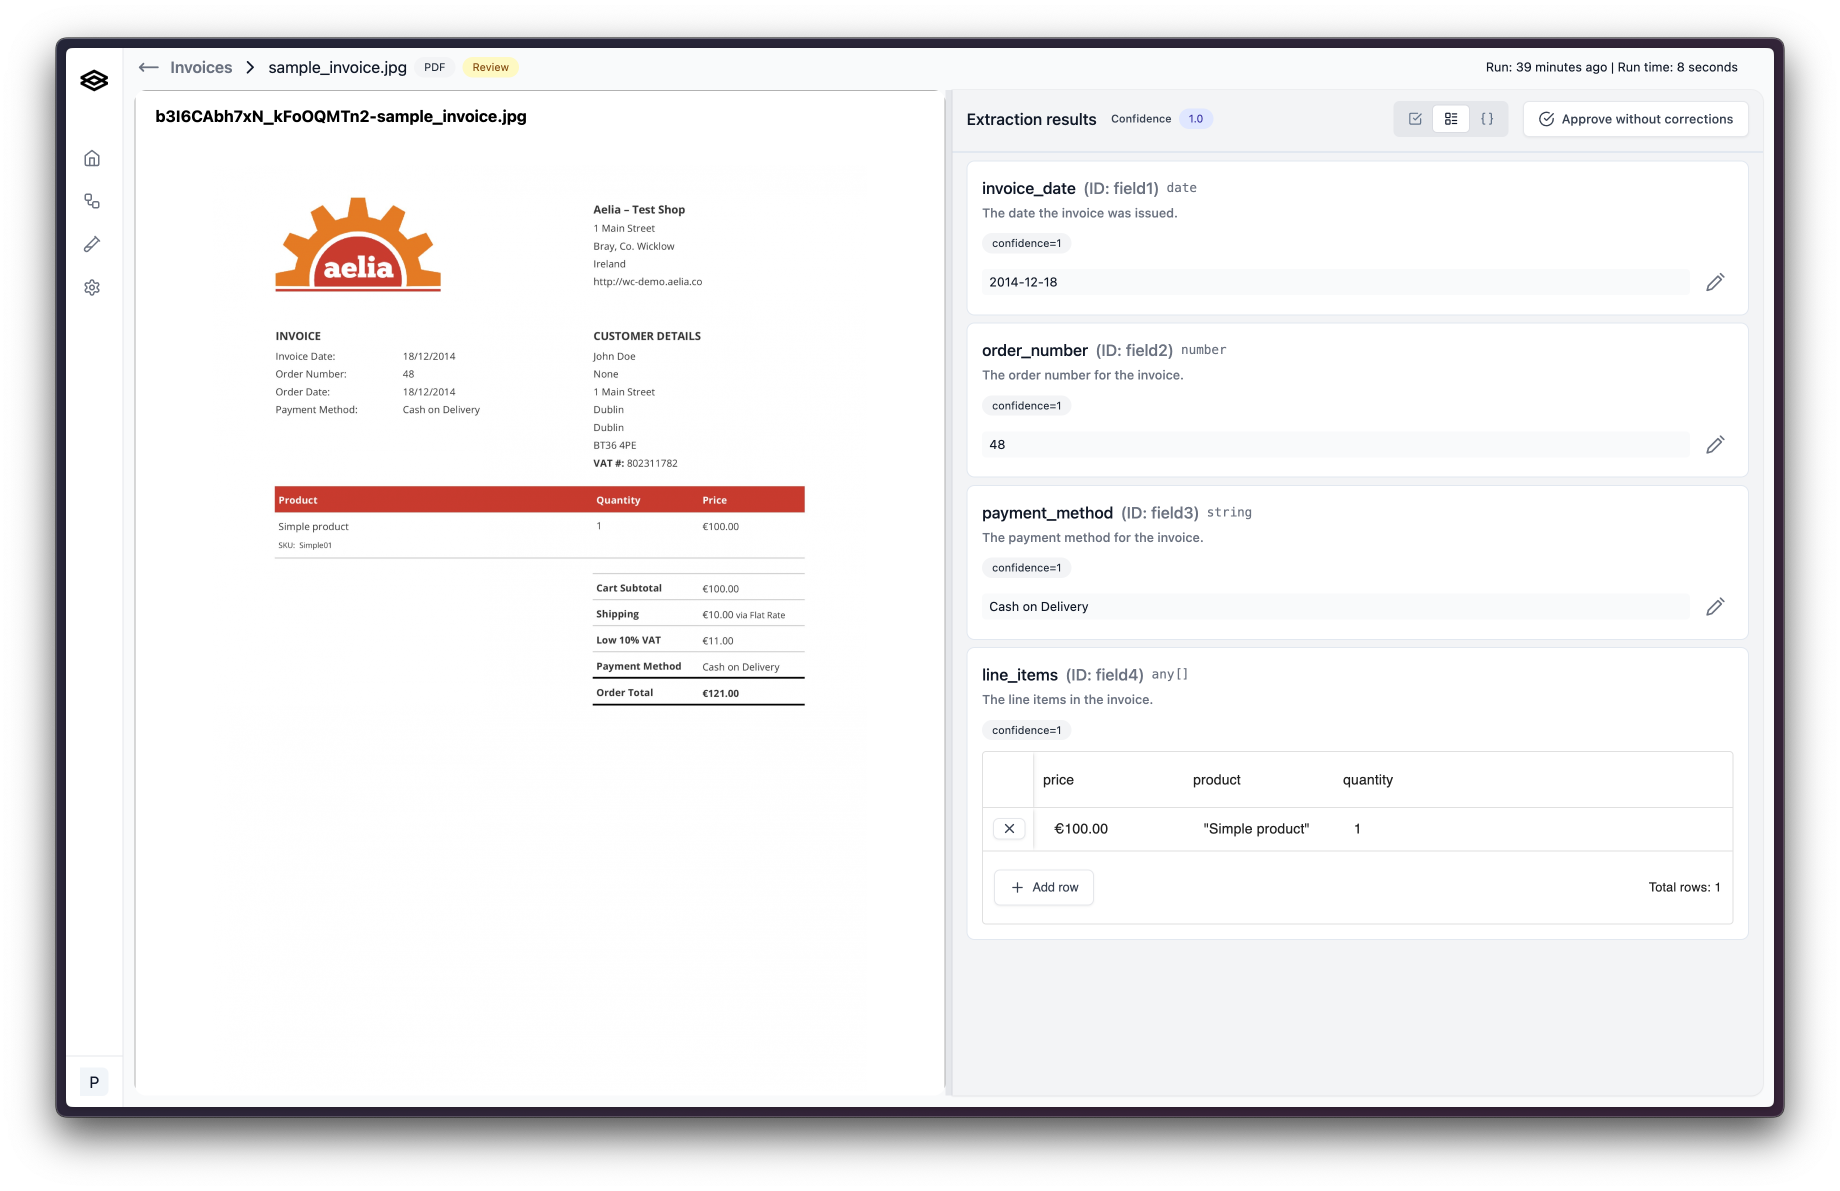 Invoices
sample_invoice.jpg
PDF
Review
Run: 39 minutes ago | Run time: 8 seconds
b3I6CAbh7xN_kFoOQMTn2-sample_invoice.jpg
aelia
Aelia – Test Shop
1 Main Street
Bray, Co. Wicklow
Ireland
http://wc-demo.aelia.co
INVOICE
Invoice Date: 18/12/2014
Order Number: 48
Order Date: 18/12/2014
Payment Method: Cash on Delivery
CUSTOMER DETAILS
John Doe
None
1 Main Street
Dublin
Dublin
BT36 4PE
VAT #: 802311782
Product Quantity Price
Simple product 1 €100.00
SKU: Simple01
Cart Subtotal €100.00
Shipping €10.00 via Flat Rate
Low 10% VAT €11.00
Payment Method Cash on Delivery
Order Total €121.00
P
Extraction results Confidence 1.0
{ }
Approve without corrections
invoice_date (ID: field1) date
The date the invoice was issued.
confidence=1
2014-12-18
order_number (ID: field2) number
The order number for the invoice.
confidence=1
48
payment_method (ID: field3) string
The payment method for the invoice.
confidence=1
Cash on Delivery
line_items (ID: field4) any[]
The line items in the invoice.
confidence=1
price product quantity
€100.00 "Simple product" 1
Add row
Total rows: 1